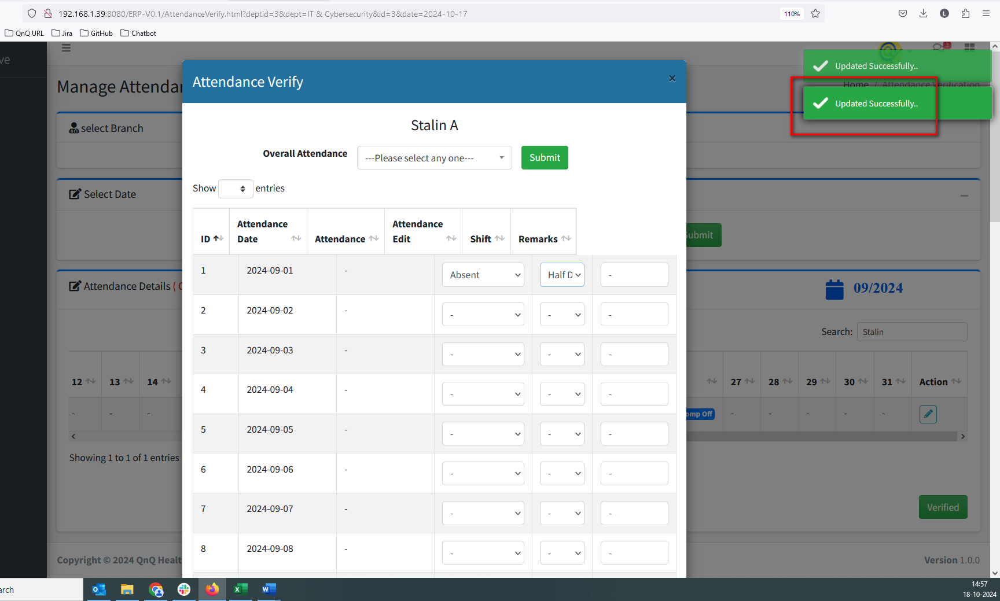 192.168.1.39:8080/ERP-V0.1/AttendanceVerify.html?deptid=3&dept=IT & Cybersecurity&id=3&date=2024-10-17
110%
L
QnQ URL
Jira
GitHub
Chatbot
ve
3
Manage Attendar
Attendance Verify
×
Updated Successfully..
Home / Attendance Verification
Updated Successfully..
select Branch
Stalin A
Overall Attendance
---Please select any one---
Submit
Show
entries
Select Date
Submit
ID
Attendance Date
Attendance
Attendance Edit
Shift
Remarks
Attendance Details (
09/2024
Search:
Stalin
1 2024-09-01 - Absent Half D -
2 2024-09-02 - - - -
3 2024-09-03 - - - -
4 2024-09-04 - - - -
5 2024-09-05 - - - -
6 2024-09-06 - - - -
7 2024-09-07 - - - -
8 2024-09-08 - - - -
12 13 14
27 28 29 30 31 Action
- - -
omp Off - - - - -
Showing 1 to 1 of 1 entries
Verified
Copyright © 2024 QnQ Healt
Version 1.0.0
arch
14:57
18-10-2024